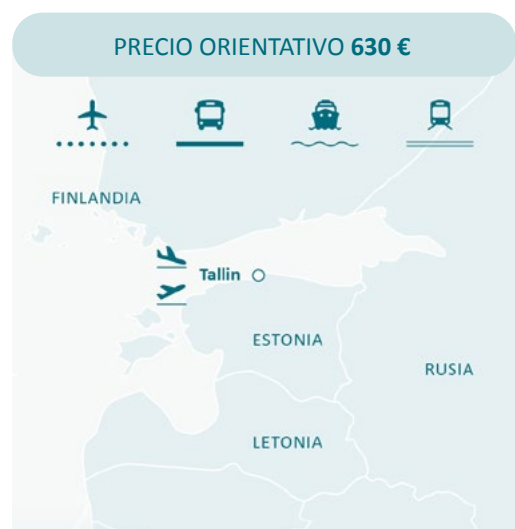 PRECIO ORIENTATIVO 630 €
FINLANDIA
Tallin
ESTONIA
RUSIA
LETONIA